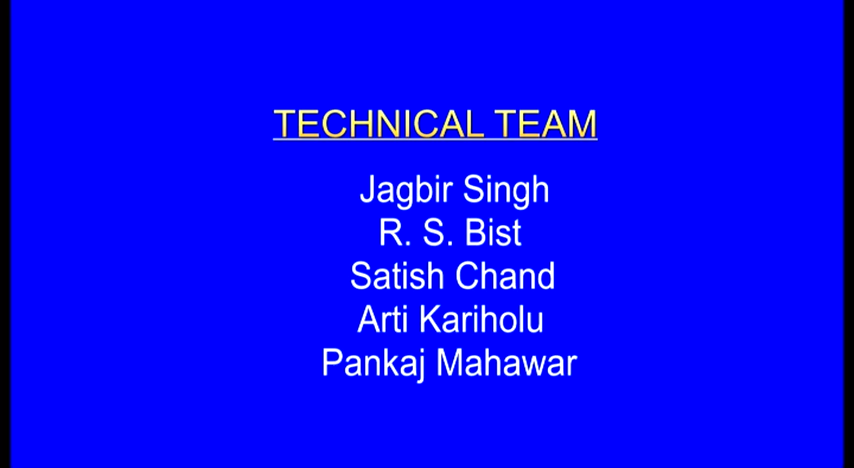 TECHNICAL TEAM
Jagbir Singh
R. S. Bist
Satish Chand
Arti Kariholu
Pankaj Mahawar